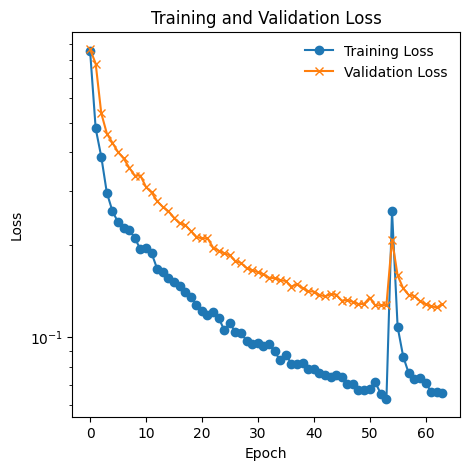 Training and Validation Loss
Training Loss
Validation Loss
Loss
10⁻¹
0 10 20 30 40 50 60
Epoch